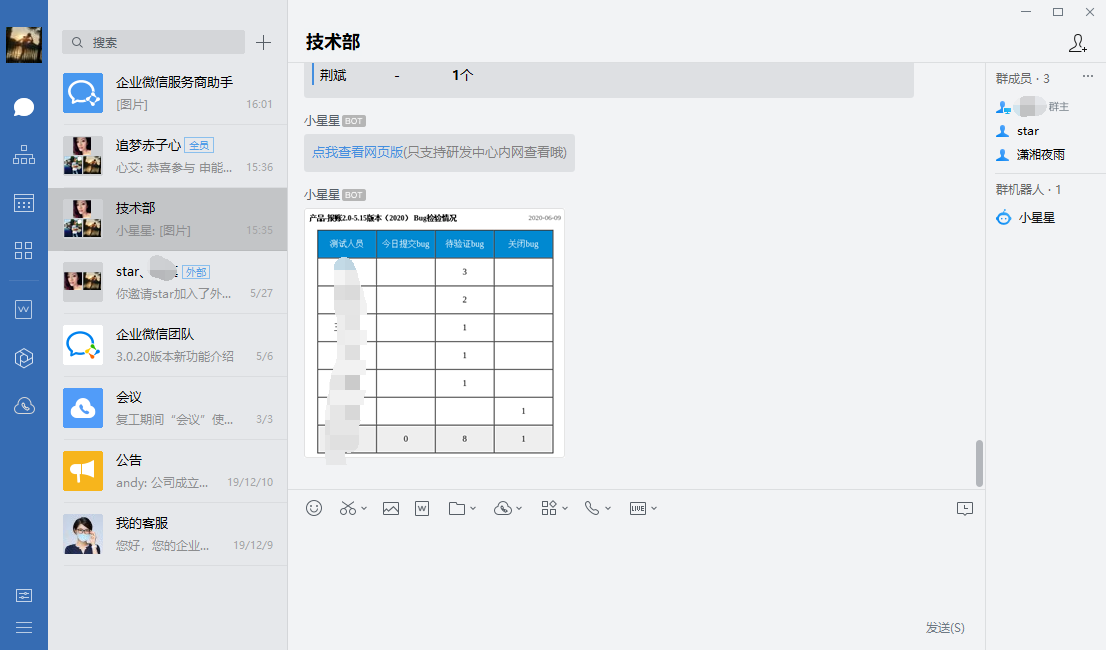 搜索
企业微信服务商助手
[图片]
16:01
追梦赤子心 全员
心艾: 恭喜参与 申能...
15:36
技术部
小星星: [图片]
15:35
star、 外部
你邀请star加入了外...
5/27
企业微信团队
3.0.20版本新功能介绍
5/6
会议
复工期间“会议”使...
3/3
公告
andy: 公司成立...
19/12/10
我的客服
您好，您的企业...
19/12/9
技术部
荆斌 - 1个
小星星 BOT
点我查看网页版(只支持研发中心内网查看哦)
小星星 BOT
产品-报账2.0-5.15版本（2020） Bug检验情况 2020-06-09
测试人员 今日提交bug 待验证bug 关闭bug
3
2
1
1
1
1
0 8 1
W
LIVE
发送(S)
群成员 · 3
群主
star
潇湘夜雨
群机器人 · 1
小星星